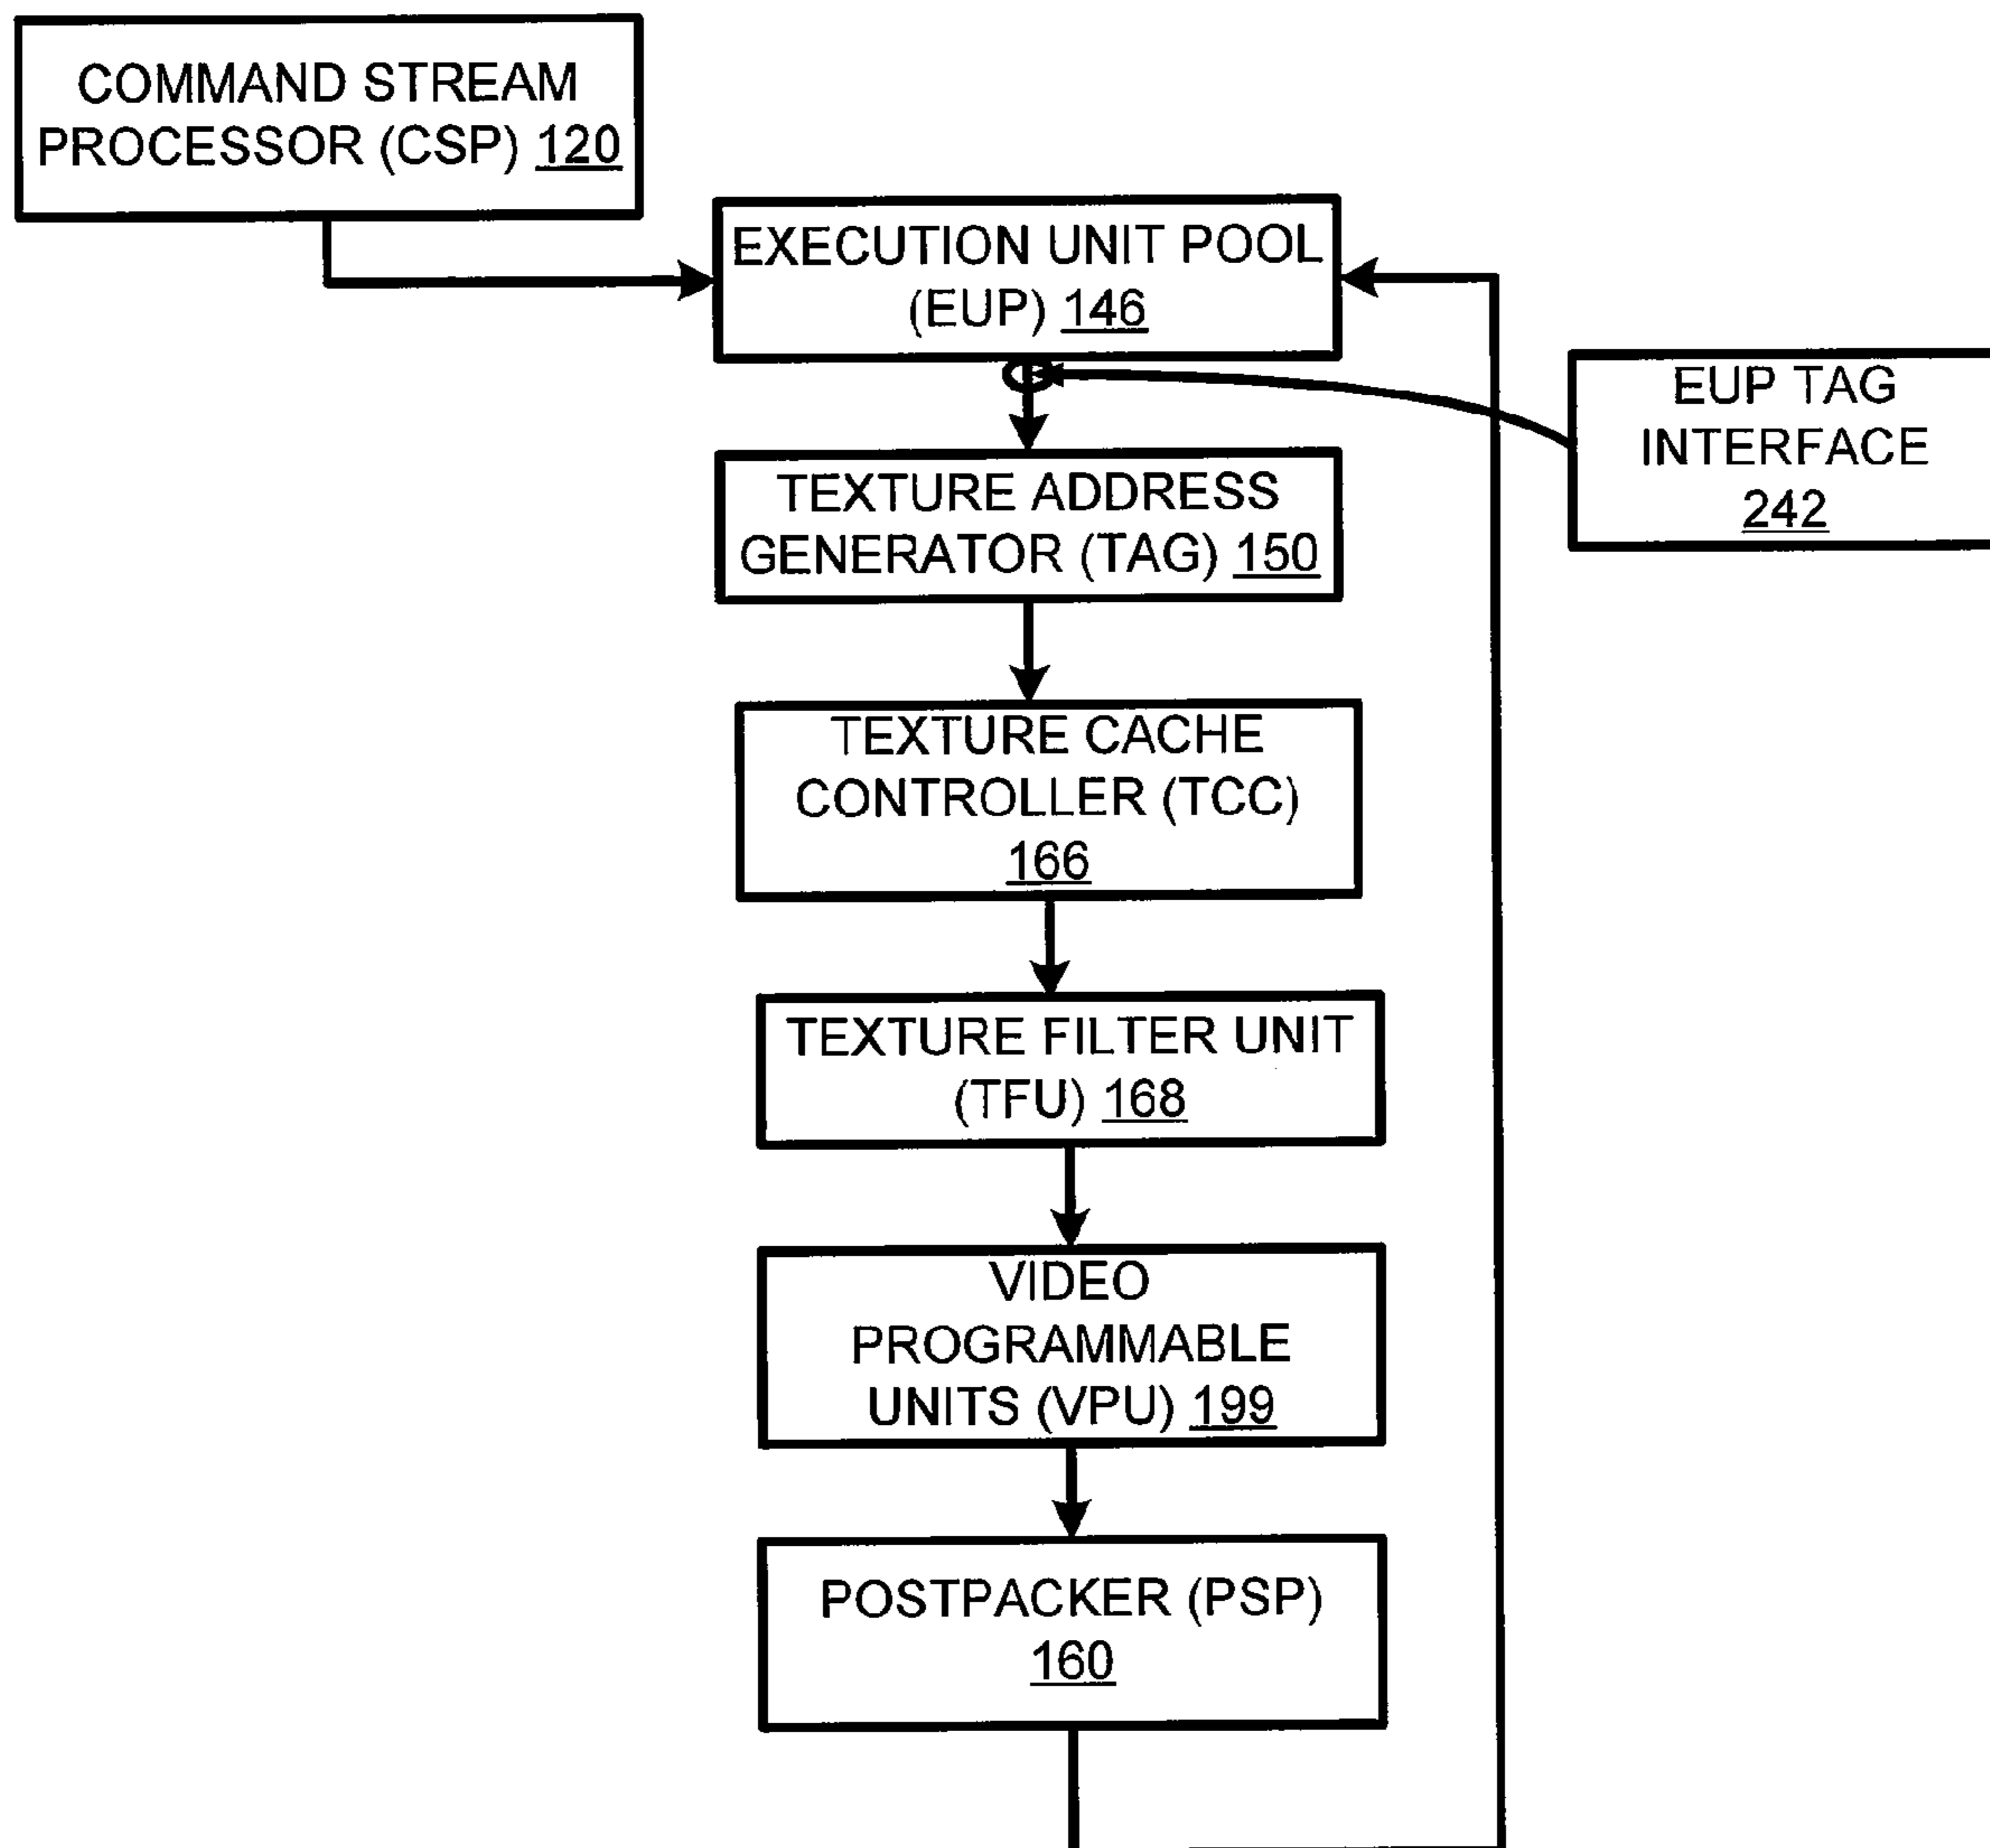 COMMAND STREAM
PROCESSOR (CSP) 120
EXECUTION UNIT POOL
(EUP) 146
EUP TAG
INTERFACE
242
TEXTURE ADDRESS
GENERATOR (TAG) 150
TEXTURE CACHE
CONTROLLER (TCC)
166
TEXTURE FILTER UNIT
(TFU) 168
VIDEO
PROGRAMMABLE
UNITS (VPU) 199
POSTPACKER (PSP)
160